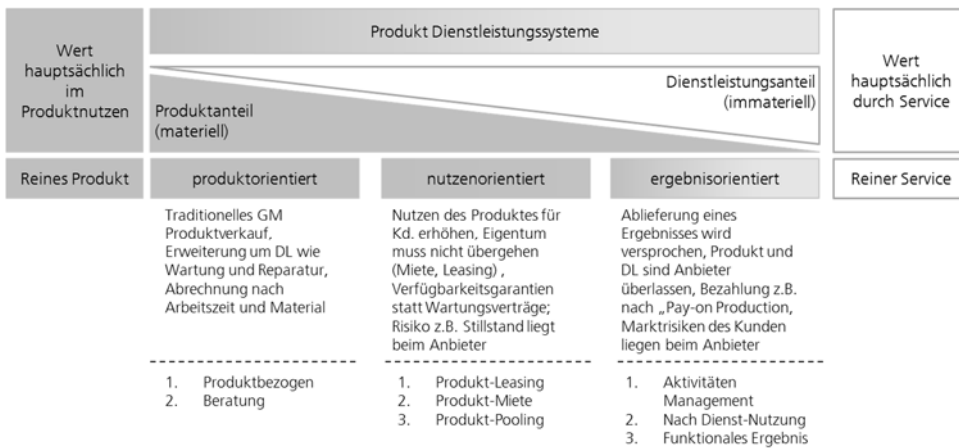 Wert
hauptsächlich
im
Produktnutzen
Produkt Dienstleistungssysteme
Produktanteil
(materiell)
Dienstleistungsanteil
(immateriell)
Wert
hauptsächlich
durch Service
Reines Produkt
produktorientiert
nutzenorientiert
ergebnisorientiert
Reiner Service
Traditionelles GM
Produktverkauf,
Erweiterung um DL wie
Wartung und Reparatur,
Abrechnung nach
Arbeitszeit und Material
1. Produktbezogen
2. Beratung
Nutzen des Produktes für
Kd. erhöhen, Eigentum
muss nicht übergehen
(Miete, Leasing) ,
Verfügbarkeitsgarantien
statt Wartungsverträge;
Risiko z.B. Stillstand liegt
beim Anbieter
1. Produkt-Leasing
2. Produkt-Miete
3. Produkt-Pooling
Ablieferung eines
Ergebnisses wird
versprochen, Produkt und
DL sind Anbieter
überlassen, Bezahlung z.B.
nach „Pay-on Production,
Marktrisiken des Kunden
liegen beim Anbieter
1. Aktivitäten
Management
2. Nach Dienst-Nutzung
3. Funktionales Ergebnis